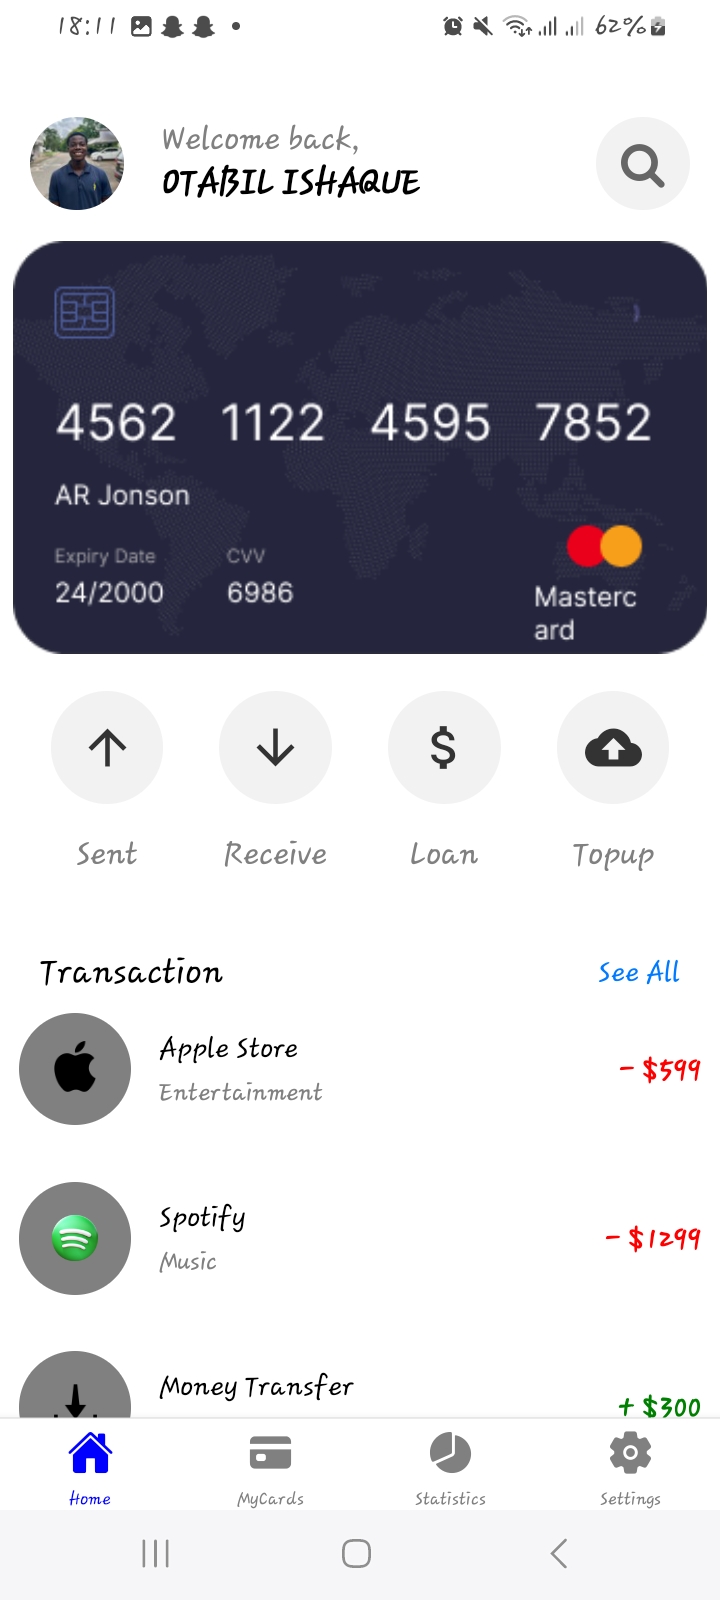 18:11 62%
Welcome back,
OTABIL ISHAQUE
4562 1122 4595 7852
AR Jonson
Expiry Date CVV
24/2000 6986
Masterc
ard
Sent Receive Loan Topup
Transaction See All
Apple Store
Entertainment
- $599
Spotify
Music
- $1299
Money Transfer
+ $300
Home MyCards Statistics Settings